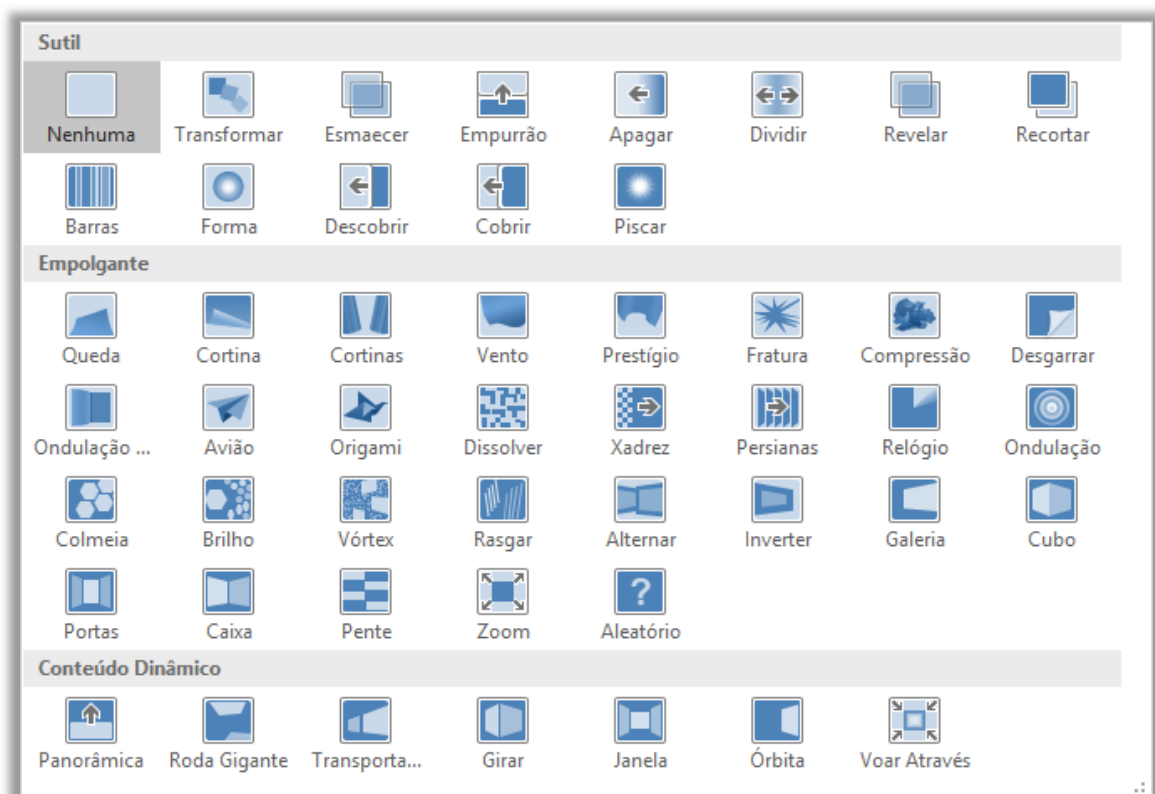 Sutil
Nenhuma Transformar Esmaecer Empurrão Apagar Dividir Revelar Recortar
Barras Forma Descobrir Cobrir Piscar
Empolgante
Queda Cortina Cortinas Vento Prestígio Fratura Compressão Desgarrar
Ondulação ... Avião Origami Dissolver Xadrez Persianas Relógio Ondulação
Colmeia Brilho Vórtex Rasgar Alternar Inverter Galeria Cubo
?
Portas Caixa Pente Zoom Aleatório
Conteúdo Dinâmico
Panorâmica Roda Gigante Transporta... Girar Janela Órbita Voar Através